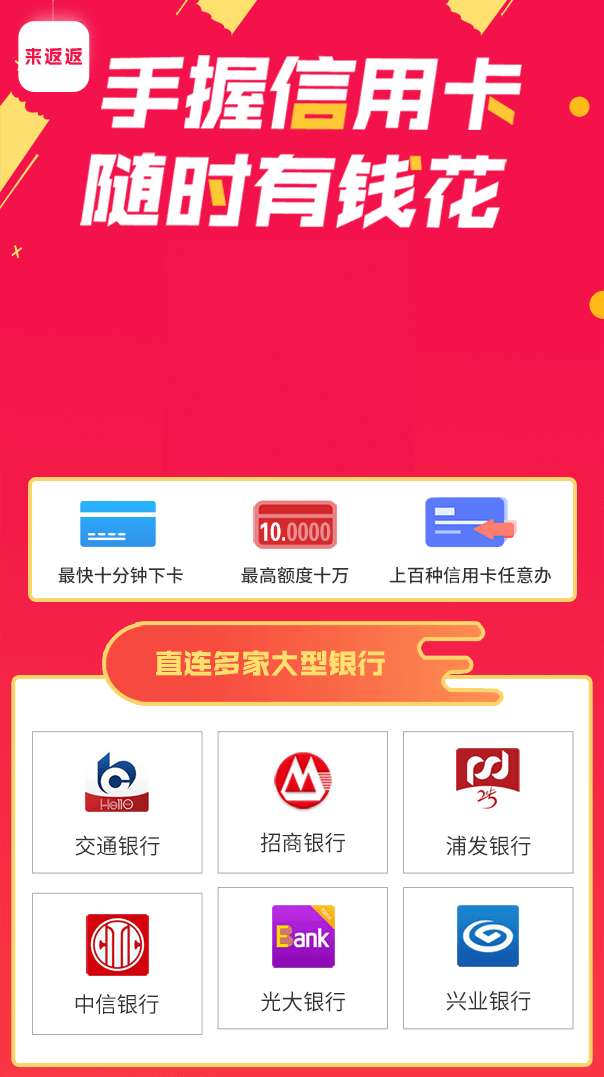 来返返
手握信用卡
随时有钱花
10.0000
最快十分钟下卡
最高额度十万
上百种信用卡任意办
直连多家大型银行
Hello
交通银行
招商银行
25
浦发银行
中信银行
Bank
光大银行
兴业银行